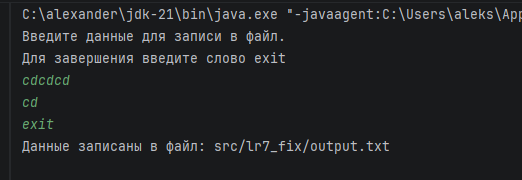 C:\alexander\jdk-21\bin\java.exe "-javaagent:C:\Users\aleks\App
Введите данные для записи в файл.
Для завершения введите слово exit
cdcdcd
cd
exit
Данные записаны в файл: src/lr7_fix/output.txt